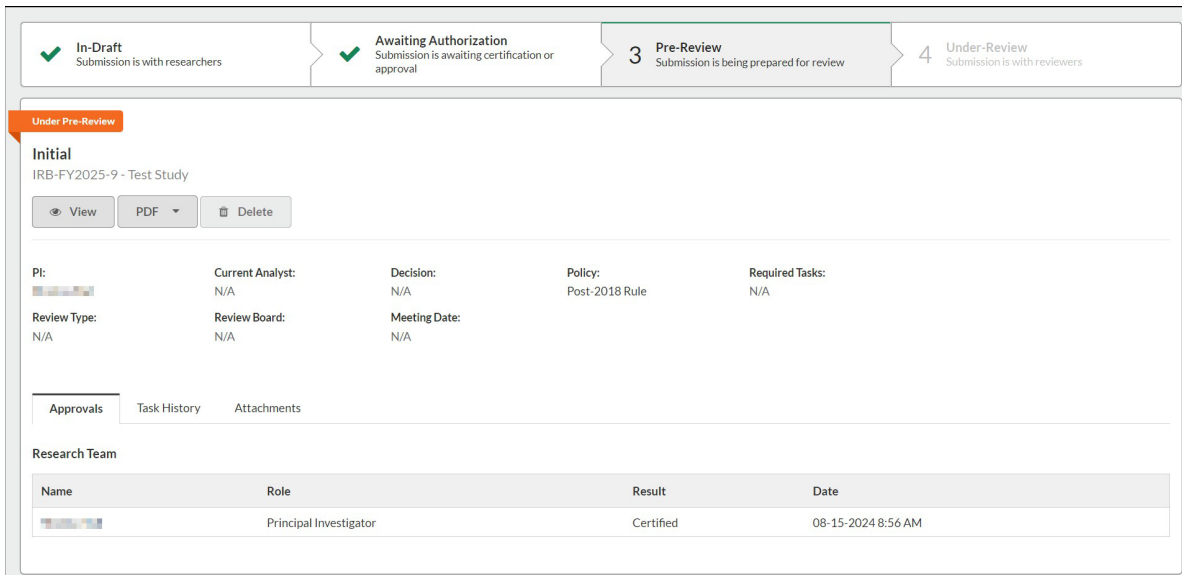 In-Draft
Submission is with researchers
Awaiting Authorization
Submission is awaiting certification or
approval
3
Pre-Review
Submission is being prepared for review
4
Under-Review
Submission is with reviewers
Under Pre-Review
Initial
IRB-FY2025-9 - Test Study
View
PDF
Delete
PI:
Current Analyst:
N/A
Decision:
N/A
Policy:
Post-2018 Rule
Required Tasks:
N/A
Review Type:
N/A
Review Board:
N/A
Meeting Date:
N/A
Approvals
Task History
Attachments
Research Team
Name Role Result Date
Principal Investigator Certified 08-15-2024 8:56 AM